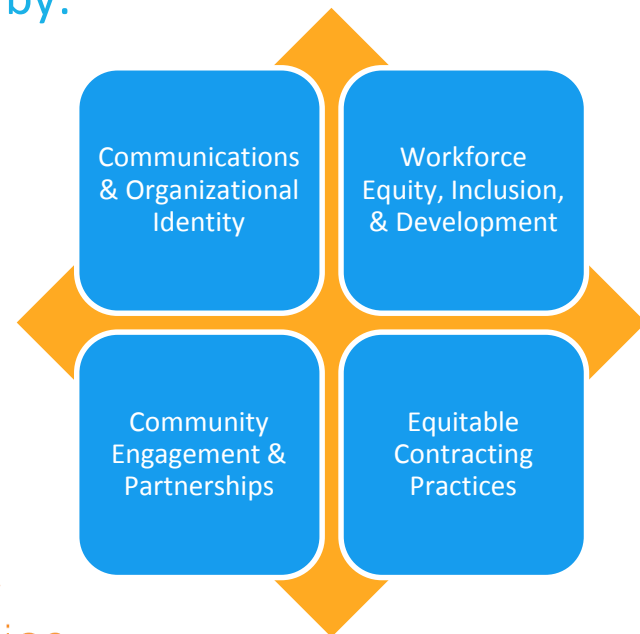 by:
Communications
& Organizational
Identity
Workforce
Equity, Inclusion,
& Development
Community
Engagement &
Partnerships
Equitable
Contracting
Practices